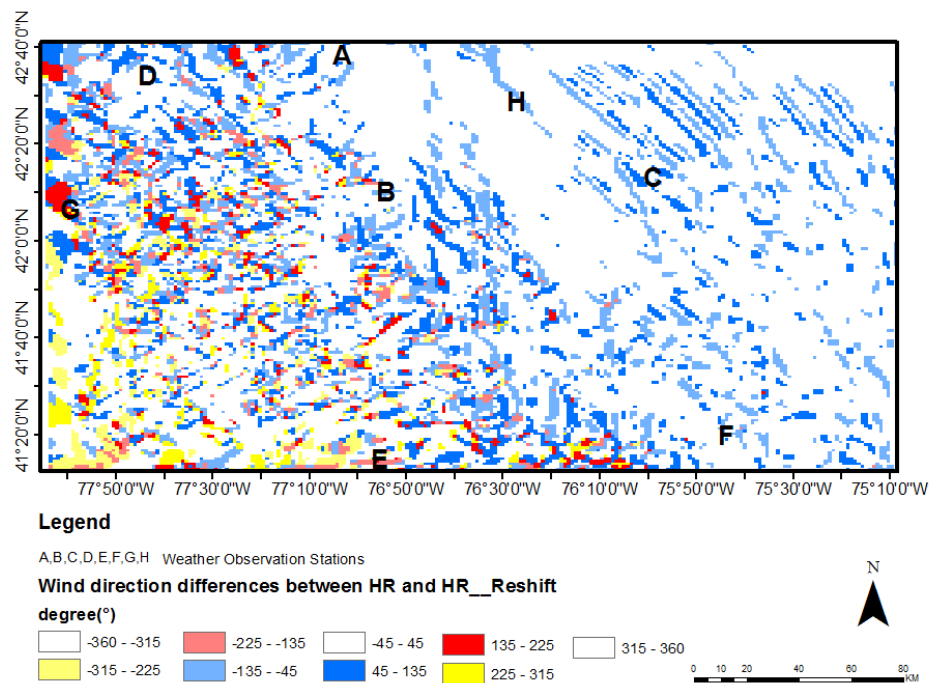 42°40'0"N
42°20'0"N
42°0'0"N
41°40'0"N
41°20'0"N
A
D
H
C
B
G
F
E
77°50'0"W 77°30'0"W 77°10'0"W 76°50'0"W 76°30'0"W 76°10'0"W 75°50'0"W 75°30'0"W 75°10'0"W
Legend
A,B,C,D,E,F,G,H Weather Observation Stations
Wind direction differences between HR and HR__Reshift
degree(°)
-360 - -315 -225 - -135 -45 - 45 135 - 225 315 - 360
-315 - -225 -135 - -45 45 - 135 225 - 315
N
0 5 10 20 40 60 80
KM